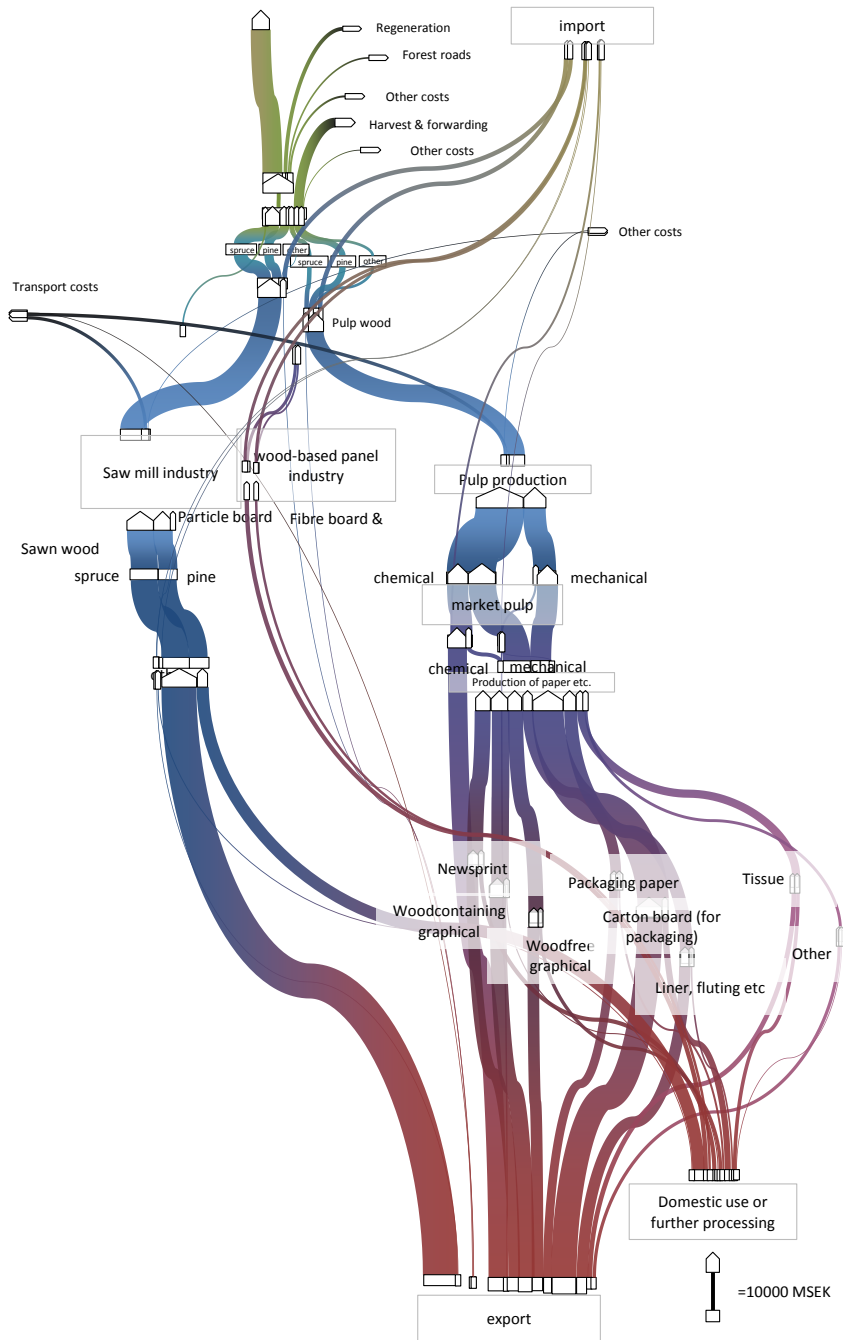 import
Regeneration
Forest roads
Other costs
Harvest & forwarding
Other costs
Other costs
spruce
pine
other
spruce
pine
other
Transport costs
Pulp wood
Saw mill industry
wood-based panel
industry
Pulp production
Particle board
Fibre board &
Sawn wood
spruce
pine
chemical
mechanical
market pulp
chemical
mechanical
Production of paper etc.
Newsprint
Packaging paper
Tissue
Woodcontaining
graphical
Carton board (for
packaging)
Woodfree
graphical
Other
Liner, fluting etc
Domestic use or
further processing
=10000 MSEK
export